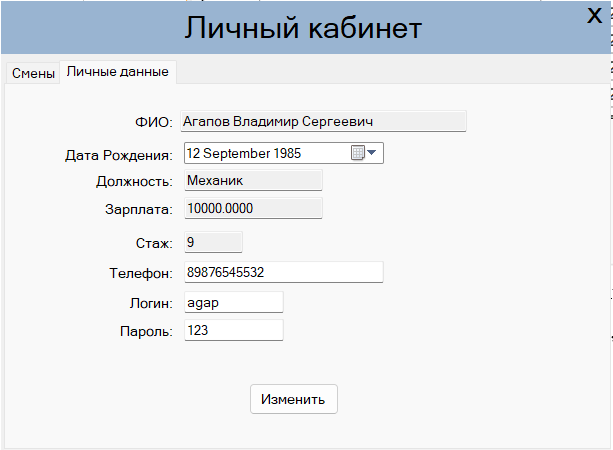 Личный кабинет
X
Смены
Личные данные
ФИО: Агапов Владимир Сергеевич
Дата Рождения: 12 September 1985
Должность: Механик
Зарплата: 10000.0000
Стаж: 9
Телефон: 89876545532
Логин: agap
Пароль: 123
Изменить